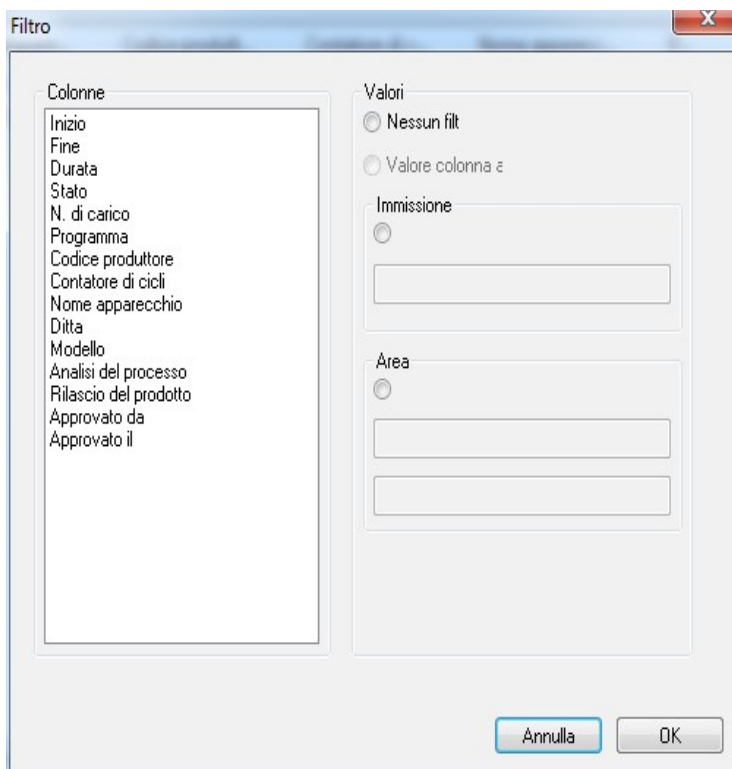 Filtro
x
Colonne
Inizio
Fine
Durata
Stato
N. di carico
Programma
Codice produttore
Contatore di cicli
Nome apparecchio
Ditta
Modello
Analisi del processo
Rilascio del prodotto
Approvato da
Approvato il
Valori
Nessun filt
Valore colonna a
Immissione
Area
Annulla
OK